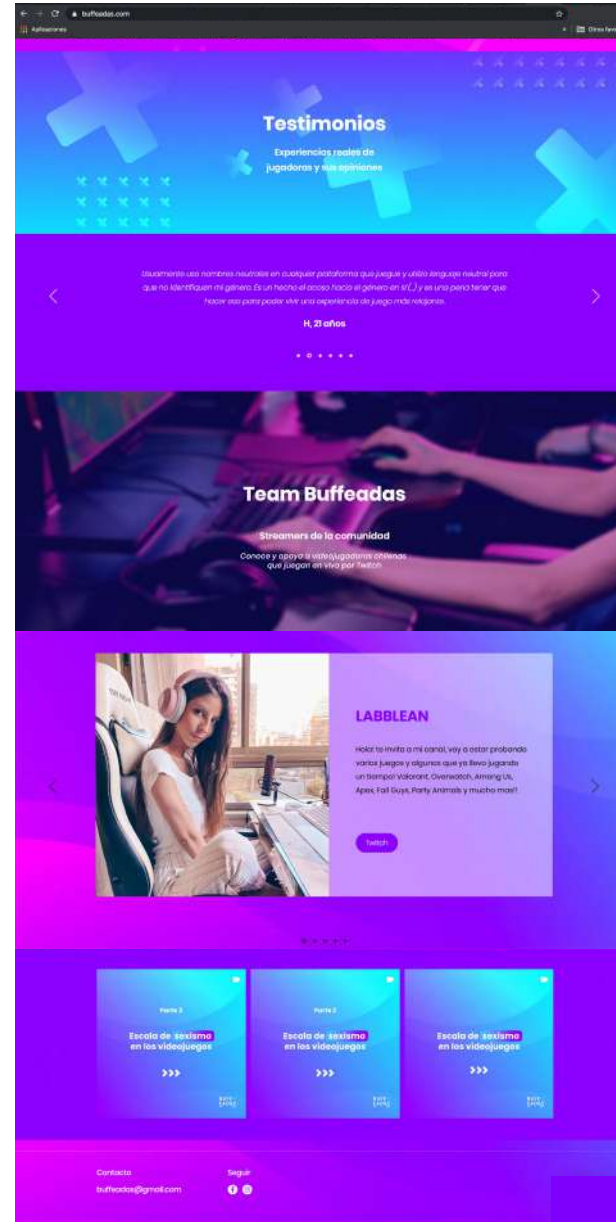 buffeadas.com
Aplicaciones
Otros favo
Testimonios
Experiencias reales de
jugadoras y sus opiniones
Usualmente uso nombres neutrales en cualquier plataforma que juegue y utilizo lenguaje neutral para
que no identifiquen mi género. Es un hecho el acoso hacia el género en sí (...) y es una pena tener que
hacer eso para poder vivir una experiencia de juego más relajante.
H, 21 años
Team Buffeadas
Streamers de la comunidad
Conoce y apoya a videojugadoras chilenas
que juegan en vivo por Twitch
LABBLEAN
Hola! te invito a mi canal, voy a estar probando
varios juegos y algunos que ya llevo jugando
un tiempo! Valorant, Overwatch, Among Us,
Apex, Fall Guys, Party Animals y mucho mas!!
Twitch
Parte 3
Escala de sexismo
en los videojuegos
Parte 2
Escala de sexismo
en los videojuegos
Escala de sexismo
en los videojuegos
Contacto
Seguir
buffeadas@gmail.com